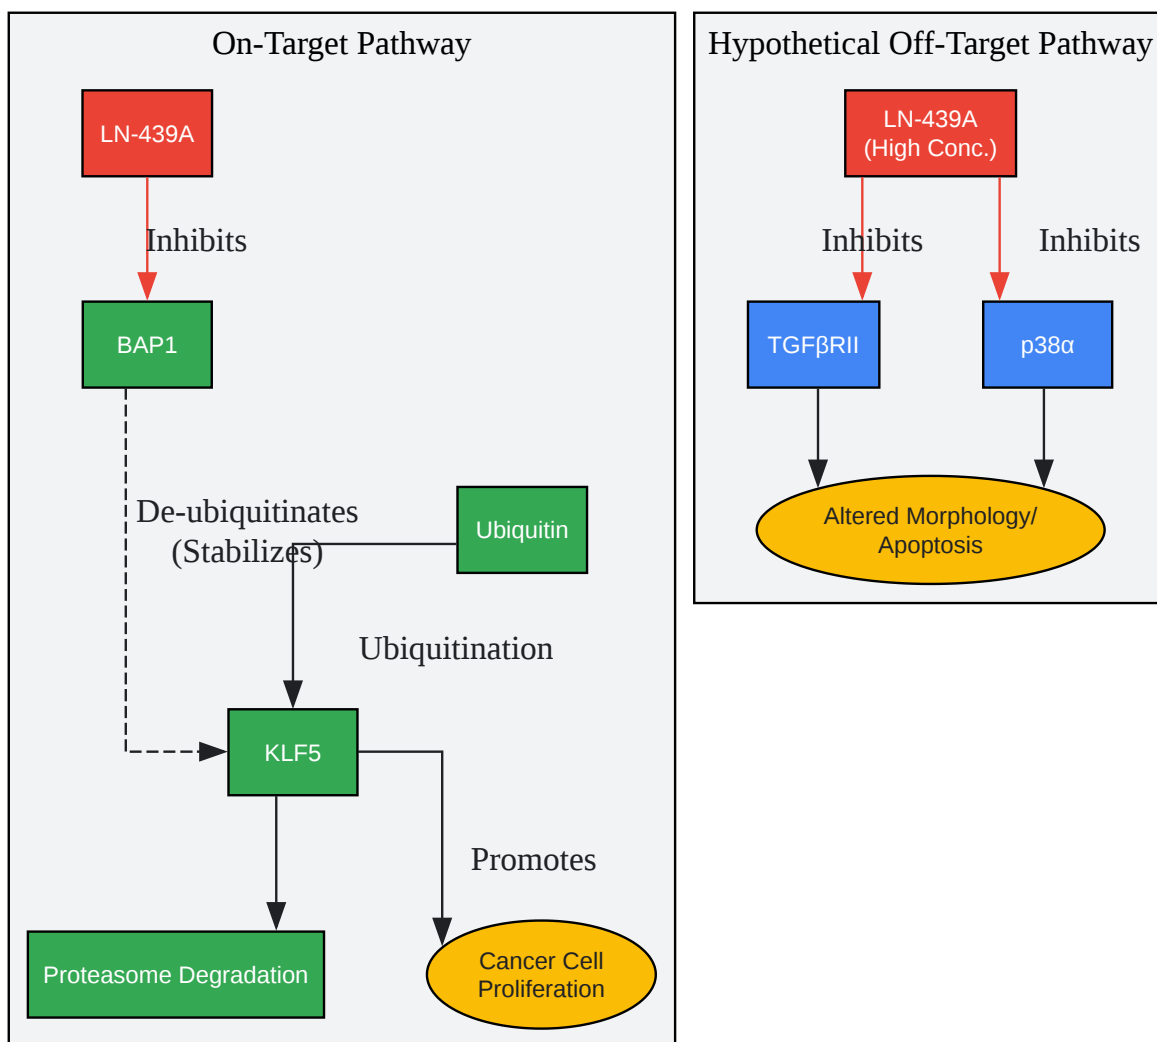 On-Target Pathway
LN-439A
Inhibits
BAP1
De-ubiquitinates
(Stabilizes)
Ubiquitin
Ubiquitination
KLF5
Promotes
Proteasome Degradation
Cancer Cell
Proliferation
Hypothetical Off-Target Pathway
LN-439A
(High Conc.)
Inhibits
Inhibits
TGFβRII
p38α
Altered Morphology/
Apoptosis